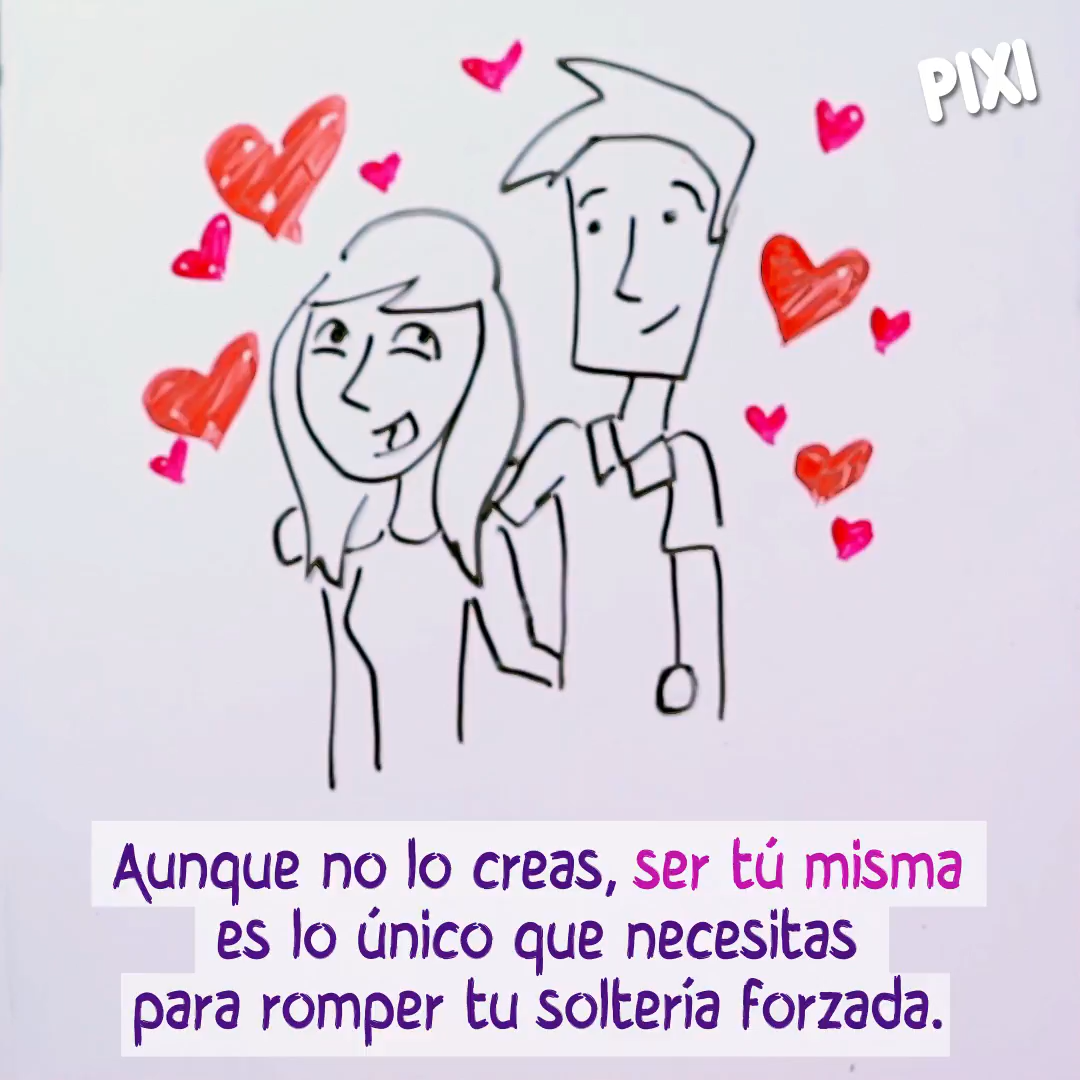 PIXI
Aunque no lo creas, ser tú misma
es lo único que necesitas
para romper tu soltería forzada.